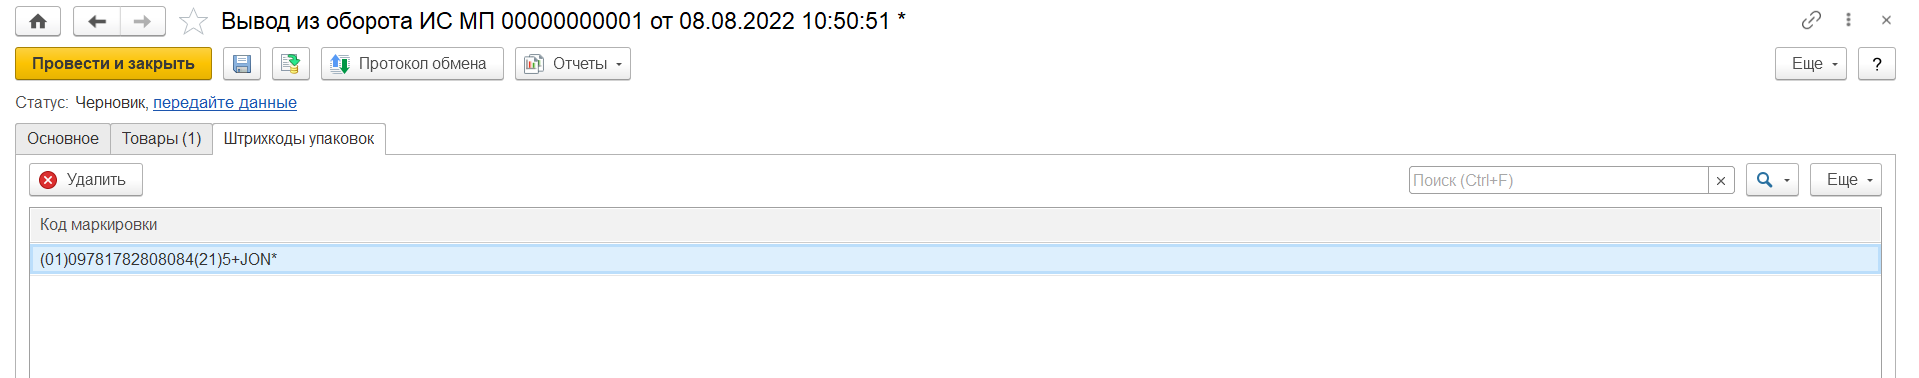 Вывод из оборота ИС МП 00000000001 от 08.08.2022 10:50:51 *
Провести и закрыть Протокол обмена Отчеты Еще ?
Статус: Черновик, передайте данные
Основное Товары (1) Штрихкоды упаковок
Удалить Поиск (Ctrl+F) × Еще
Код маркировки
(01)09781782808084(21)5+JON*